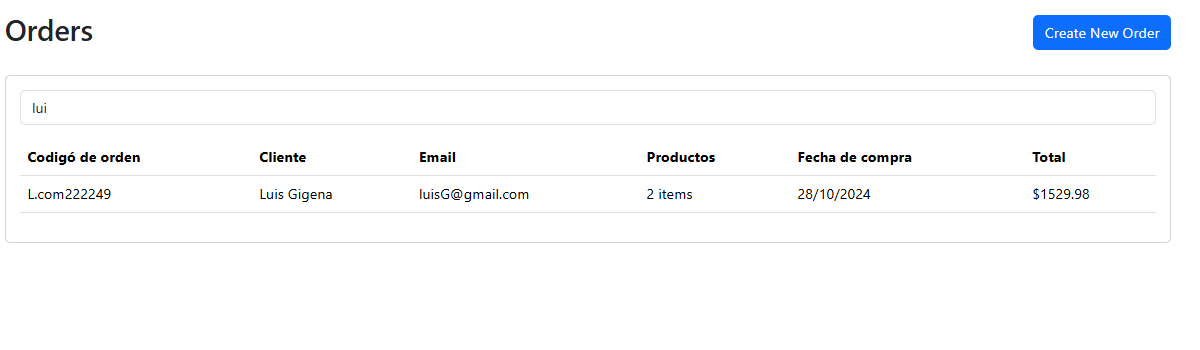 Orders
Create New Order
lui
Codigó de orden Cliente Email Productos Fecha de compra Total
L.com222249 Luis Gigena luisG@gmail.com 2 items 28/10/2024 $1529.98